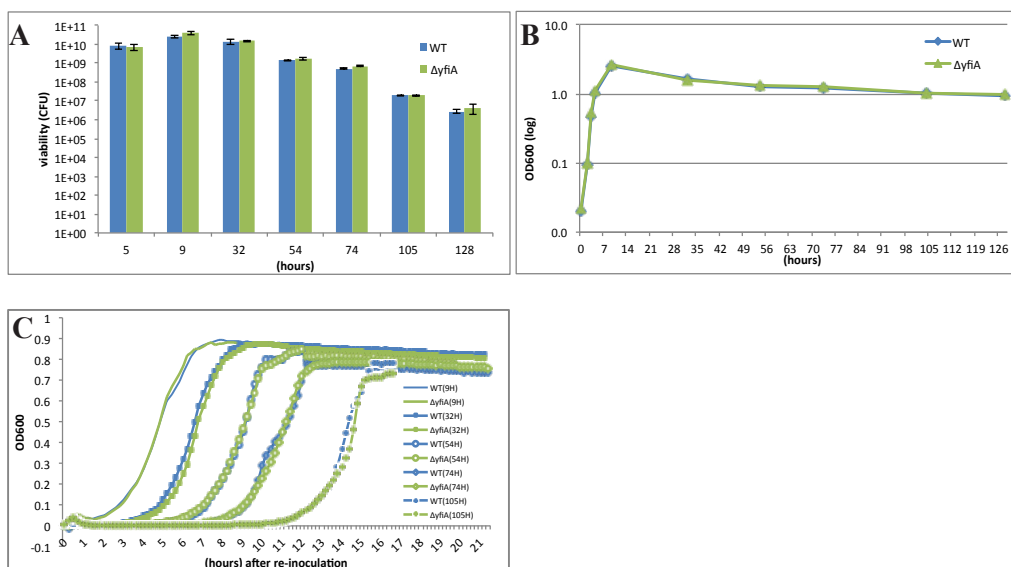 A
viability (CFU)
1E+11
1E+10
1E+09
1E+08
1E+07
1E+06
1E+05
1E+04
1E+03
1E+02
1E+01
1E+00
5 9 32 54 74 105 128
(hours)
WT
ΔyfiA
B
OD600 (log)
10.0
1.0
0.1
0.0
0 7 14 21 28 35 42 49 56 63 70 77 84 91 98 105 112 119 126
(hours)
WT
ΔyfiA
C
OD600
1
0.9
0.8
0.7
0.6
0.5
0.4
0.3
0.2
0.1
0
-0.1
0 1 2 3 4 5 6 7 8 9 10 11 12 13 13 14 15 16 17 18 19 20 21
(hours) after re-inoculation
WT(9H)
ΔyfiA(9H)
WT(32H)
ΔyfiA(32H)
WT(54H)
ΔyfiA(54H)
WT(74H)
ΔyfiA(74H)
WT(105H)
ΔyfiA(105H)